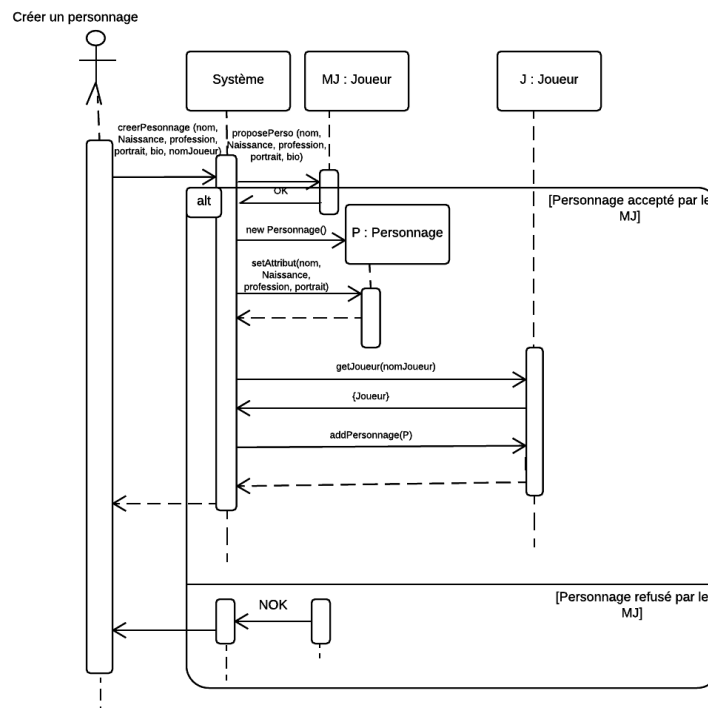 Créer un personnage
Système
MJ : Joueur
J : Joueur
creerPesonnage (nom,
Naissance, profession,
portrait, bio, nomJoueur)
proposePerso (nom,
Naissance, profession,
portrait, bio)
OK
alt
[Personnage accepté par le
MJ]
new Personnage()
P : Personnage
setAttribut(nom,
Naissance,
profession, portrait)
getJoueur(nomJoueur)
{Joueur}
addPersonnage(P)
[Personnage refusé par le
MJ]
NOK